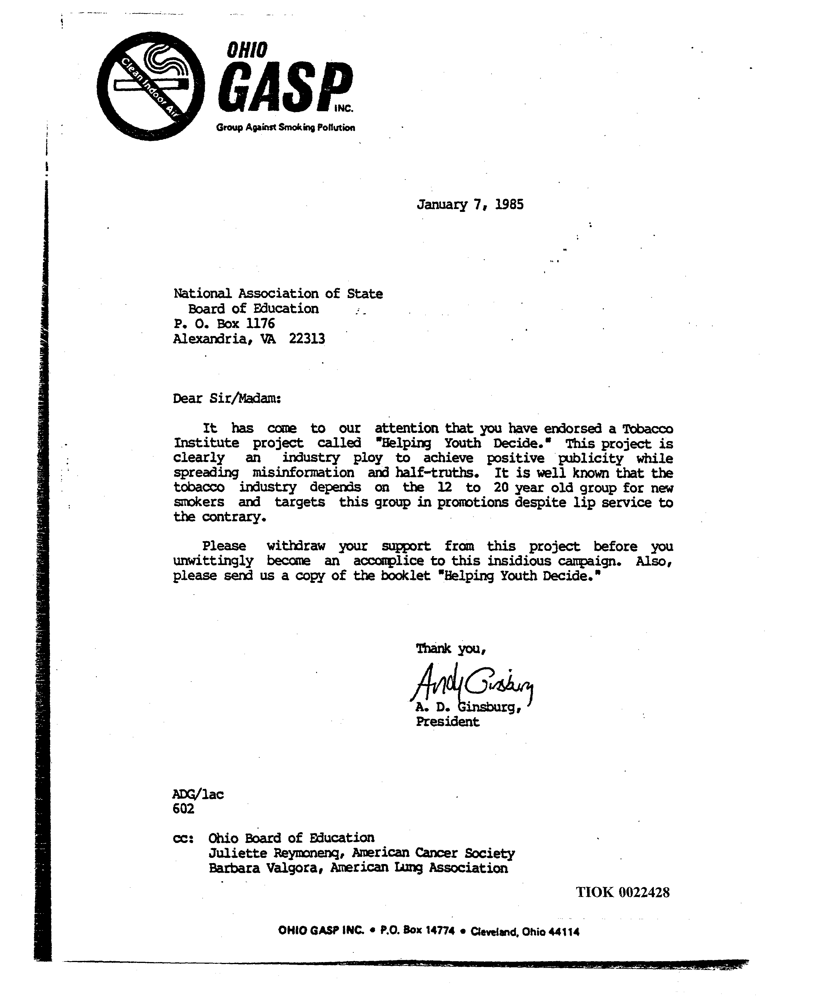 Clean Indoor Air
OHIO
GASP INC.
Group Against Smoking Pollution
January 7, 1985
National Association of State
Board of Education
P. O. Box 1176
Alexandria, VA 22313
Dear Sir/Madam:
It has come to our attention that you have endorsed a Tobacco
Institute project called "Helping Youth Decide." This project is
clearly an industry ploy to achieve positive publicity while
spreading misinformation and half-truths. It is well known that the
tobacco industry depends on the 12 to 20 year old group for new
smokers and targets this group in promotions despite lip service to
the contrary.
Please withdraw your support from this project before you
unwittingly become an accomplice to this insidious campaign. Also,
please send us a copy of the booklet "Helping Youth Decide."
Thank you,
Andy Ginsburg
A. D. Ginsburg,
President
ADG/lac
602
cc: Ohio Board of Education
Juliette Reymonenq, American Cancer Society
Barbara Valgora, American Lung Association
TIOK 0022428
OHIO GASP INC. • P.O. Box 14774 • Cleveland, Ohio 44114